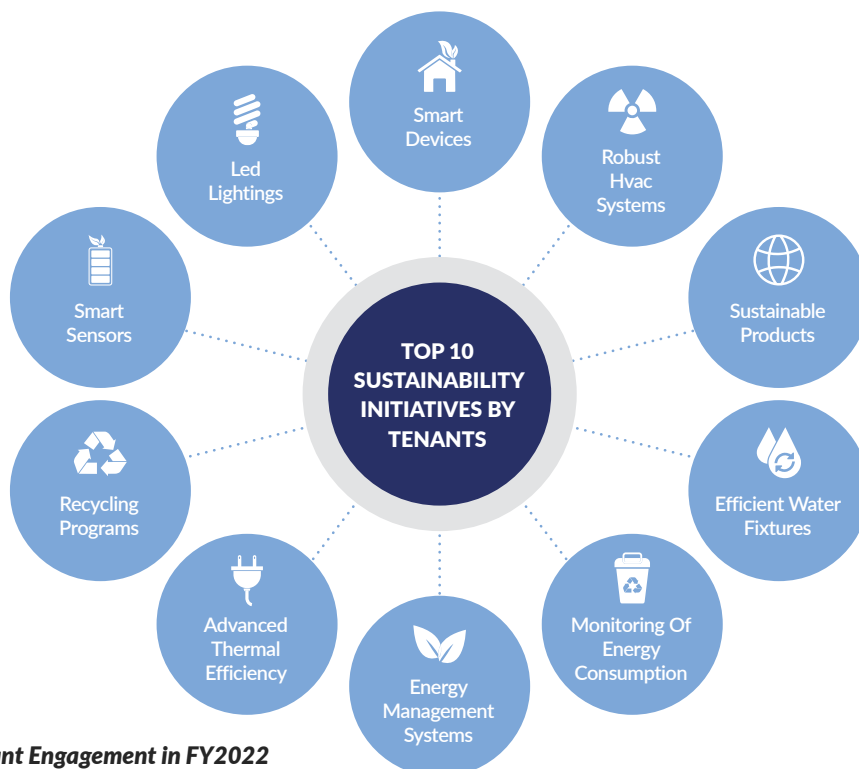 Smart
Devices
Robust
Hvac
Systems
Sustainable
Products
Efficient Water
Fixtures
Monitoring Of
Energy
Consumption
Energy
Management
Systems
Advanced
Thermal
Efficiency
Recycling
Programs
Smart
Sensors
Led
Lightings
TOP 10
SUSTAINABILITY
INITIATIVES BY
TENANTS
Engagement in FY2022